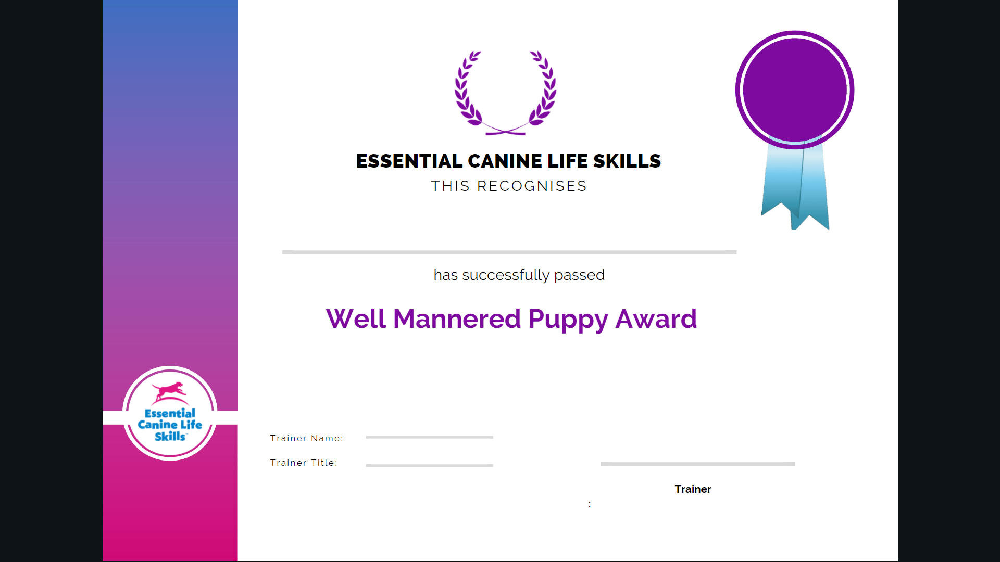 ESSENTIAL CANINE LIFE SKILLS
THIS RECOGNISES
has successfully passed
Well Mannered Puppy Award
Essential
Canine Life
Skills™
Trainer Name:
Trainer Title:
Trainer
: